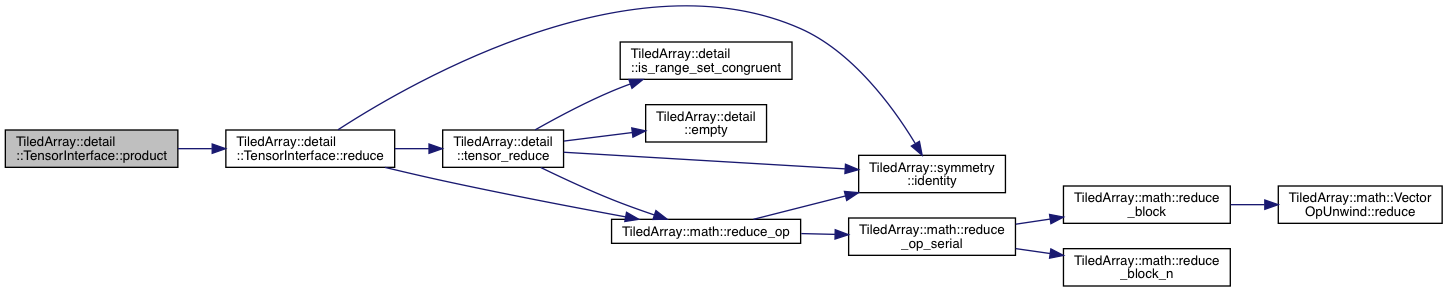 TiledArray::detail
::TensorInterface::product
TiledArray::detail
::TensorInterface::reduce
TiledArray::detail
::tensor_reduce
TiledArray::detail
::is_range_set_congruent
TiledArray::detail
::empty
TiledArray::symmetry
::identity
TiledArray::math::reduce_op
TiledArray::math::reduce
_op_serial
TiledArray::math::reduce
_block
TiledArray::math::Vector
OpUnwind::reduce
TiledArray::math::reduce
_block_n